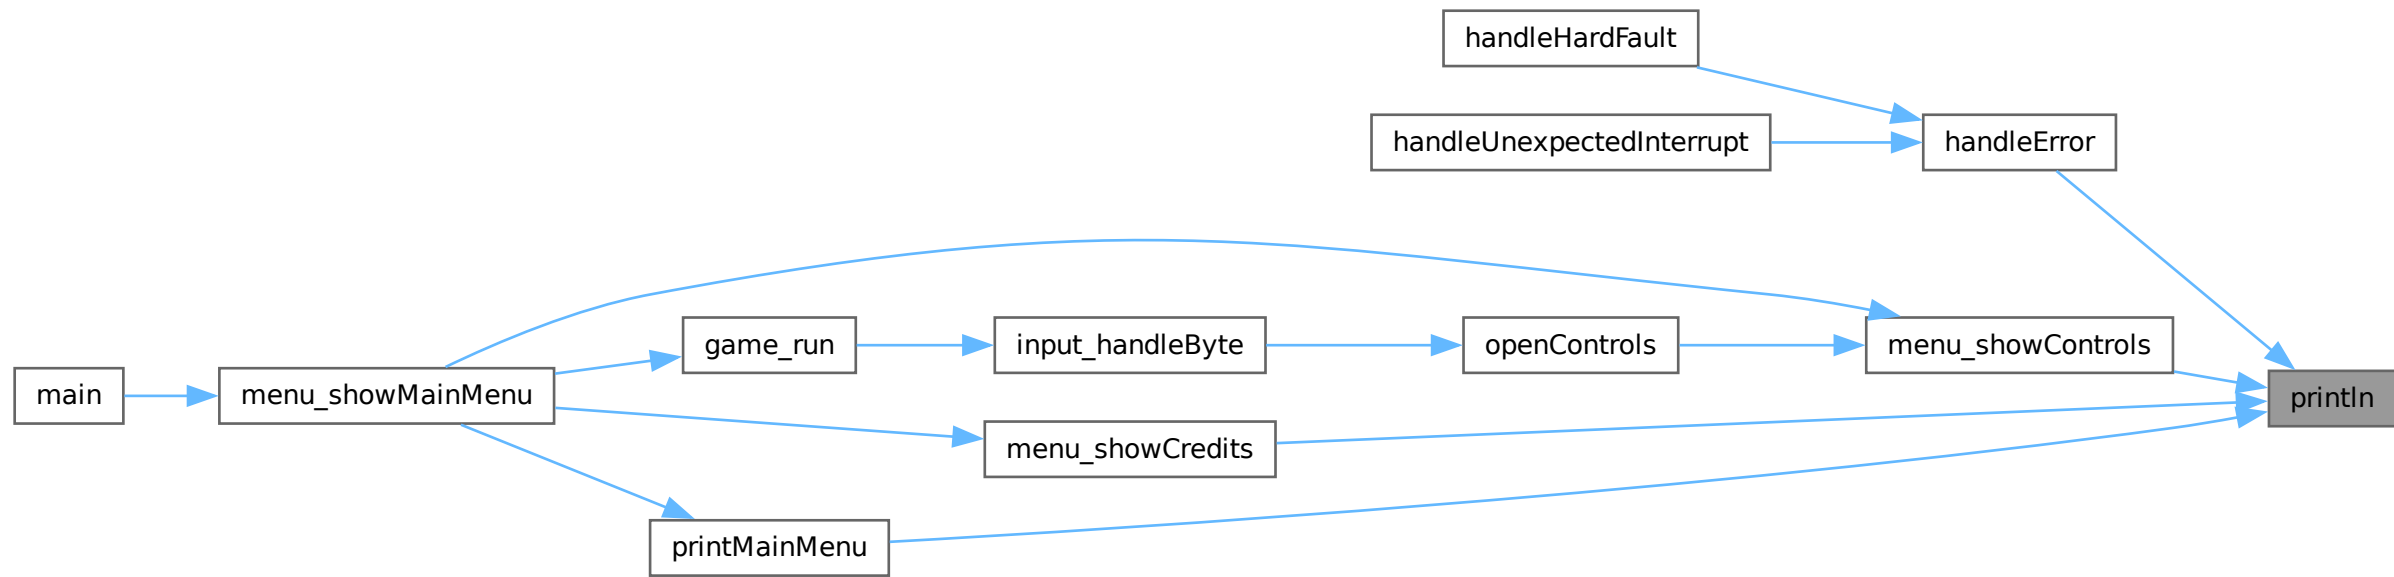 handleHardFault
handleUnexpectedInterrupt
handleError
game_run
input_handleByte
openControls
menu_showControls
main
menu_showMainMenu
println
menu_showCredits
printMainMenu